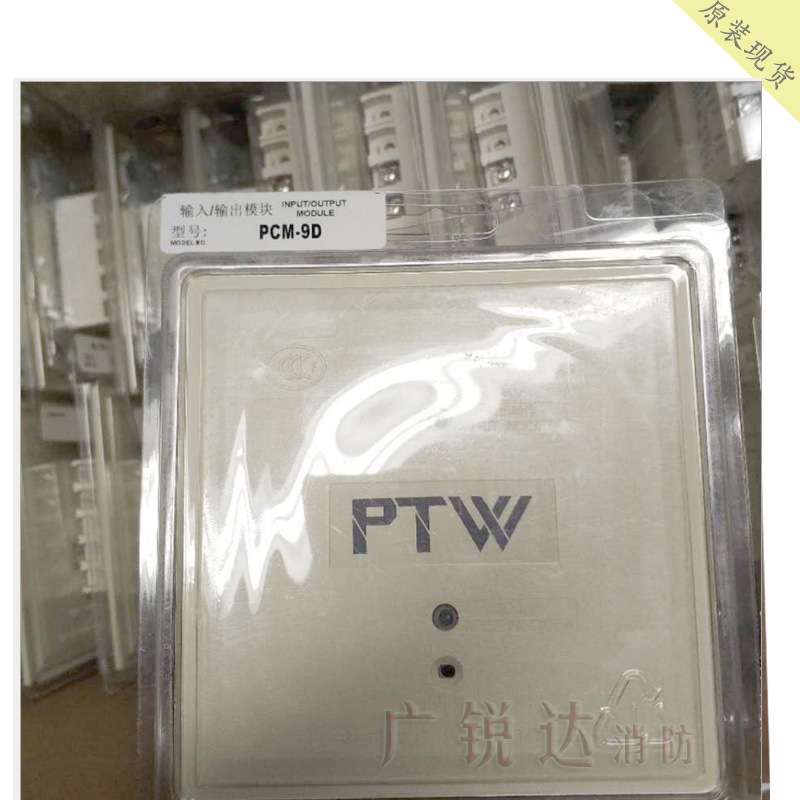 原装现货
输入/输出模块 INPUT/OUTPUT MODULE
型号: PCM-9D
MODEL NO.
PTW
广锐达消防